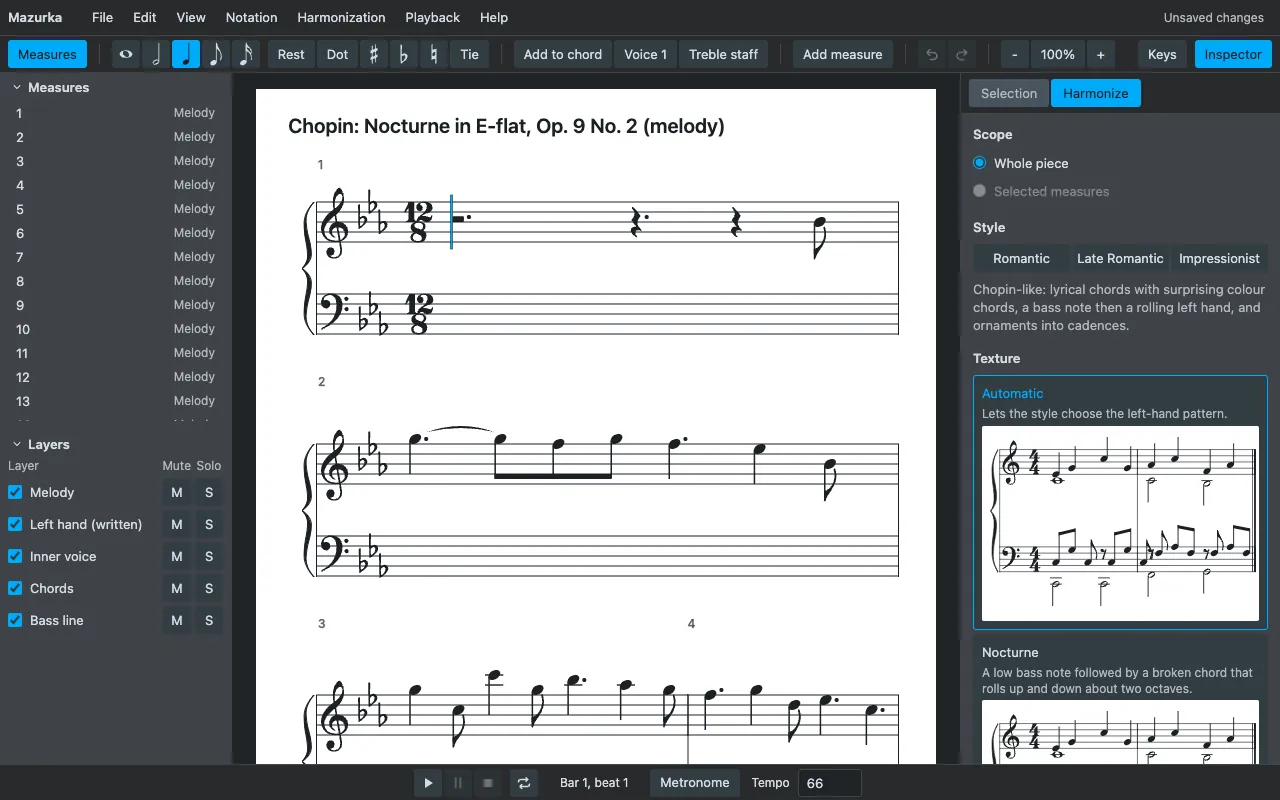 Mazurka File Edit View Notation Harmonization Playback Help Unsaved changes
Measures Rest Dot Tie Add to chord Voice 1 Treble staff Add measure - 100% + Keys Inspector
Measures
1 Melody
2 Melody
3 Melody
4 Melody
5 Melody
6 Melody
7 Melody
8 Melody
9 Melody
10 Melody
11 Melody
12 Melody
13 Melody
Layers
Layer Mute Solo
Melody M S
Left hand (written) M S
Inner voice M S
Chords M S
Bass line M S
Chopin: Nocturne in E-flat, Op. 9 No. 2 (melody)
1
12
8
12
8
2
3 4
Selection Harmonize
Scope
Whole piece
Selected measures
Style
Romantic Late Romantic Impressionist
Chopin-like: lyrical chords with surprising colour
chords, a bass note then a rolling left hand, and
ornaments into cadences.
Texture
Automatic
Lets the style choose the left-hand pattern.
4
4
4
4
Nocturne
A low bass note followed by a broken chord that
rolls up and down about two octaves.
4
4
Bar 1, beat 1 Metronome Tempo 66